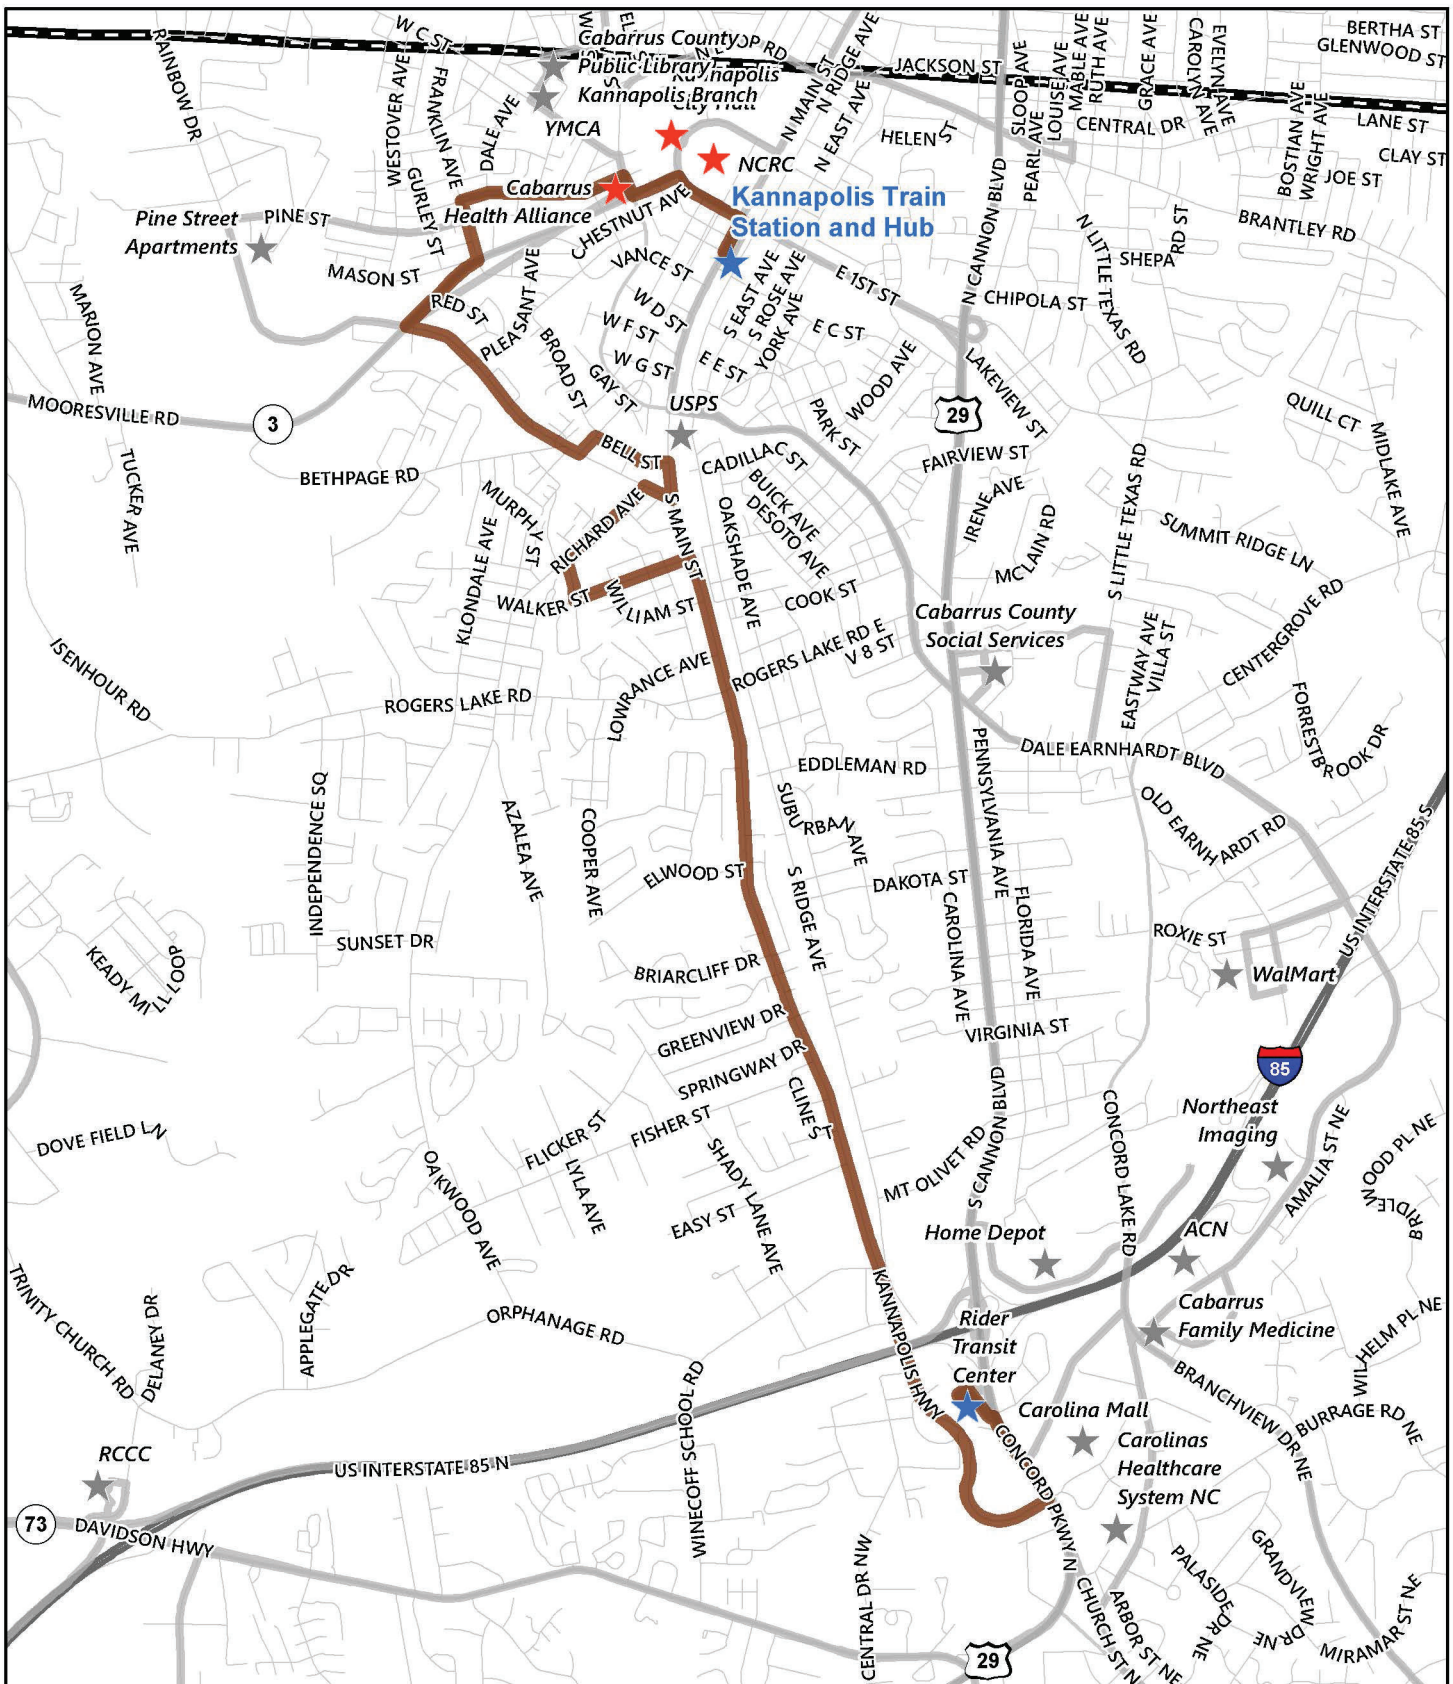 W C ST
RAINBOW DR
Cabarrus County
Public Library
Kannapolis Branch
Kannapolis
City Hall
N LOOP RD
N MAIN ST
N RIDGE AVE
N EAST AVE
JACKSON ST
SLOOP AVE
LOUISE AVE
MABLE AVE
RUTH AVE
GRACE AVE
CAROLYN AVE
EVELYN AVE
BERTHA ST
GLENWOOD ST
WESTOVER AVE
FRANKLIN AVE
DALE AVE
YMCA
NCRC
HELEN ST
PEARL AVE
CENTRAL DR
BOSTIAN AVE
WRIGHT AVE
LANE ST
CLAY ST
JOE ST
GURLEY ST
Cabarrus
Health Alliance
Kannapolis Train
Station and Hub
Pine Street
Apartments
PINE ST
CHESTNUT AVE
N CANNON BLVD
N LITTLE TEXAS RD
SHEPA RD ST
BRANTLEY RD
MASON ST
VANCE ST
E 1ST ST
CHIPOLA ST
MARION AVE
RED ST
PLEASANT AVE
W D ST
W F ST
W G ST
S EAST AVE
S ROSE AVE
YORK AVE
E C ST
E E ST
BROAD ST
GAY ST
WOOD AVE
LAKEVIEW ST
MOORESVILLE RD
3
USPS
PARK ST
29
QUILL CT
MIDLAKE AVE
TUCKER AVE
BETHPAGE RD
BELL ST
CADILLAC ST
BUICK AVE
DESOTO AVE
FAIRVIEW ST
IRENE AVE
S LITTLE TEXAS RD
SUMMIT RIDGE LN
MURPHY ST
RICHARD AVE
S MAIN ST
OAKSHADE AVE
MC LAIN RD
KLONDALE AVE
WALKER ST
WILLIAM ST
COOK ST
Cabarrus County
Social Services
CENTERGROVE RD
ISENHOUR RD
LOWRANCE AVE
ROGERS LAKE RD E
V 8 ST
EASTWAY AVE
VILLA ST
ROGERS LAKE RD
FORRESTBROOK DR
EDDLEMAN RD
PENNSYLVANIA AVE
DALE EARNHARDT BLVD
INDEPENDENCE SQ
AZALEA AVE
COOPER AVE
SUBURBAN AVE
OLD EARNHARDT RD
US INTERSTATE 85 S
ELWOOD ST
S RIDGE AVE
DAKOTA ST
CAROLINA AVE
FLORIDA AVE
KEADY MILL LOOP
SUNSET DR
ROXIE ST
BRIARCLIFF DR
WalMart
GREENVIEW DR
VIRGINIA ST
SPRINGWAY DR
CLINE ST
85
DOVE FIELD LN
FLICKER ST
FISHER ST
S CANNON BLVD
CONCORD LAKE RD
Northeast
Imaging
AMALIA ST NE
BRIDLEWOOD PL NE
OAKWOOD AVE
LYLA AVE
SHADY LANE AVE
MT OLIVET RD
EASY ST
Home Depot
ACN
TRINITY CHURCH RD
DELANEY DR
APPLEGATE DR
ORPHANAGE RD
KANNAPOLIS HWY
Rider
Transit
Center
Cabarrus
Family Medicine
WILHELM PL NE
WINECOFF SCHOOL RD
Carolina Mall
BRANCHVIEW DR NE
BURRAGE RD NE
RCCC
US INTERSTATE 85 N
CONCORD PKWY N
Carolinas
Healthcare
System NC
73
DAVIDSON HWY
CENTRAL DR NW
29
CHURCH ST N
ARBOR ST NE
PALASIDE DR NE
GRANDVIEW DR NE
MIRAMAR ST NE